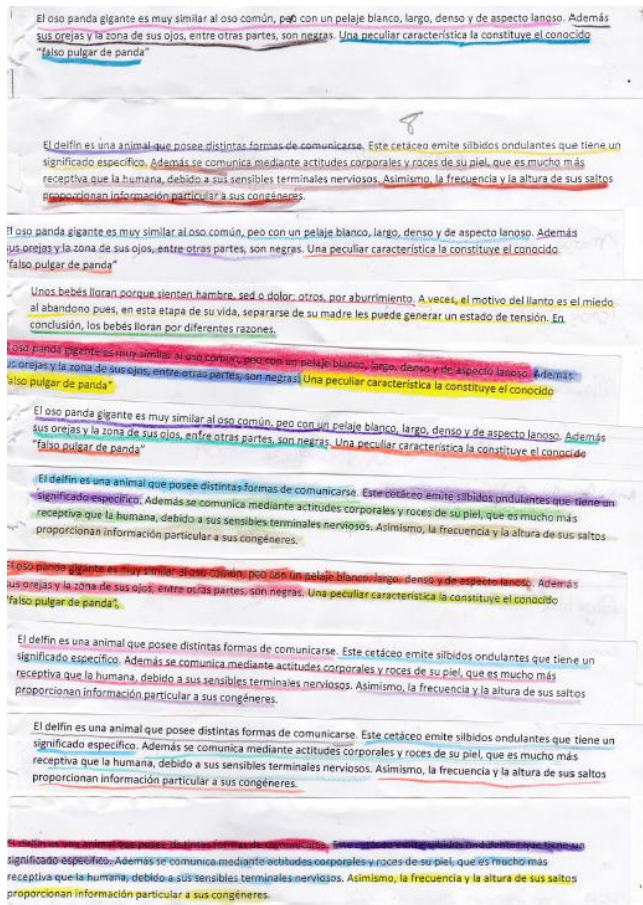 El oso panda gigante es muy similar al oso común, peo con un pelaje blanco, largo, denso y de aspecto lanoso. Además
sus orejas y la zona de sus ojos, entre otras partes, son negras. Una peculiar característica la constituye el conocido
"falso pulgar de panda"
8
El delfín es una animal que posee distintas formas de comunicarse. Este cetáceo emite silbidos ondulantes que tiene un
significado específico. Además se comunica mediante actitudes corporales y roces de su piel, que es mucho más
receptiva que la humana, debido a sus sensibles terminales nerviosos. Asimismo, la frecuencia y la altura de sus saltos
proporcionan información particular a sus congéneres.
El oso panda gigante es muy similar al oso común, peo con un pelaje blanco, largo, denso y de aspecto lanoso. Además
sus orejas y la zona de sus ojos, entre otras partes, son negras. Una peculiar característica la constituye el conocido
"falso pulgar de panda"
Unos bebés lloran porque sienten hambre, sed o dolor; otros, por aburrimiento. A veces, el motivo del llanto es el miedo
al abandono pues, en esta etapa de su vida, separarse de su madre les puede generar un estado de tensión. En
conclusión, los bebés lloran por diferentes razones.
oso panda gigante es muy similar al oso común, peo con un pelaje blanco, largo, denso y de aspecto lanoso. Además
us orejas y la zona de sus ojos, entre otras partes, son negras. Una peculiar característica la constituye el conocido
falso pulgar de panda"
El oso panda gigante es muy similar al oso común, peo con un pelaje blanco, largo, denso y de aspecto lanoso. Además
sus orejas y la zona de sus ojos, entre otras partes, son negras. Una peculiar característica la constituye el conocido
"falso pulgar de panda"
El delfín es una animal que posee distintas formas de comunicarse. Este cetáceo emite silbidos ondulantes que tiene un
significado específico. Además se comunica mediante actitudes corporales y roces de su piel, que es mucho más
receptiva que la humana, debido a sus sensibles terminales nerviosos. Asimismo, la frecuencia y la altura de sus saltos
proporcionan información particular a sus congéneres.
El oso panda gigante es muy similar al oso común, peo con un pelaje blanco, largo, denso y de aspecto lanoso. Además
sus orejas y la zona de sus ojos, entre otras partes, son negras. Una peculiar característica la constituye el conocido
"falso pulgar de panda"
El delfín es una animal que posee distintas formas de comunicarse. Este cetáceo emite silbidos ondulantes que tiene un
significado específico. Además se comunica mediante actitudes corporales y roces de su piel, que es mucho más
receptiva que la humana, debido a sus sensibles terminales nerviosos. Asimismo, la frecuencia y la altura de sus saltos
proporcionan información particular a sus congéneres.
El delfín es una animal que posee distintas formas de comunicarse. Este cetáceo emite silbidos ondulantes que tiene un
significado específico. Además se comunica mediante actitudes corporales y roces de su piel, que es mucho más
receptiva que la humana, debido a sus sensibles terminales nerviosos. Asimismo, la frecuencia y la altura de sus saltos
proporcionan información particular a sus congéneres.
El delfín es una animal que posee distintas formas de comunicarse. Este cetáceo emite silbidos ondulantes que tiene un
significado específico. Además se comunica mediante actitudes corporales y roces de su piel, que es mucho más
receptiva que la humana, debido a sus sensibles terminales nerviosos. Asimismo, la frecuencia y la altura de sus saltos
proporcionan información particular a sus congéneres.